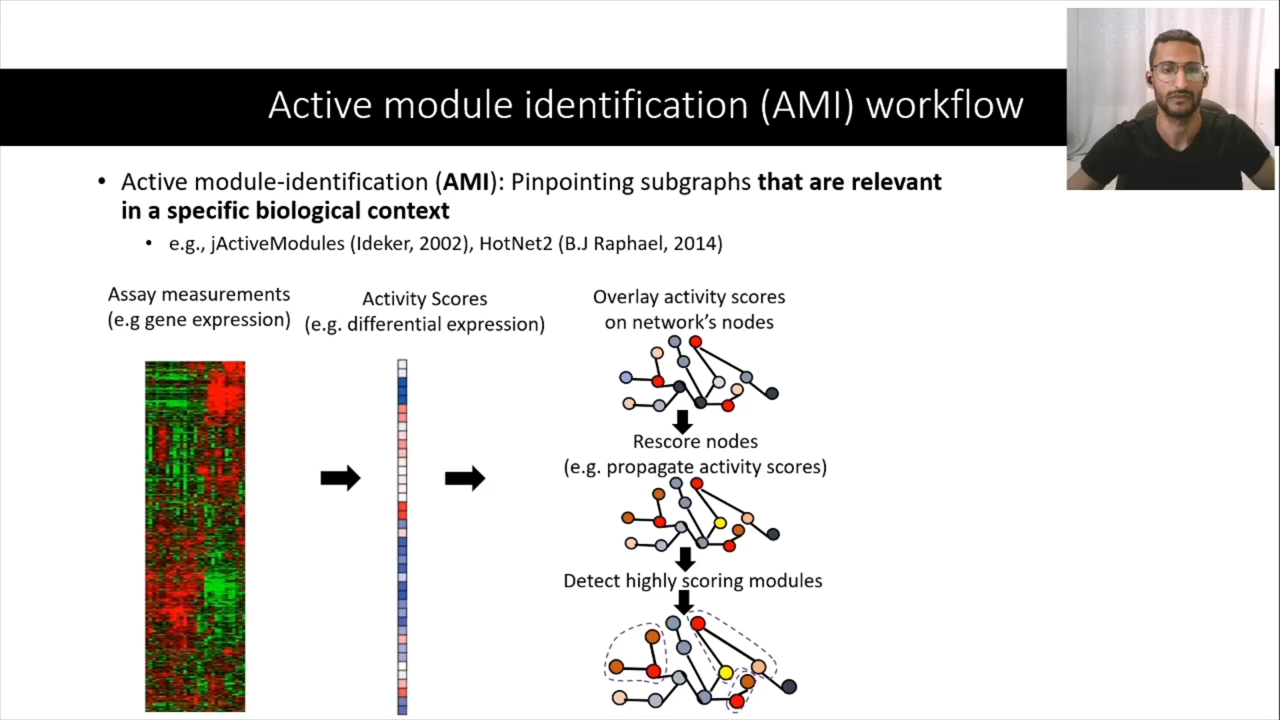 Active module identification (AMI) workflow
• Active module-identification (AMI): Pinpointing subgraphs that are relevant
in a specific biological context
• e.g., jActiveModules (Ideker, 2002), HotNet2 (B.J Raphael, 2014)
Assay measurements
(e.g gene expression)
Activity Scores
(e.g. differential expression)
Overlay activity scores
on network's nodes
Rescore nodes
(e.g. propagate activity scores)
Detect highly scoring modules